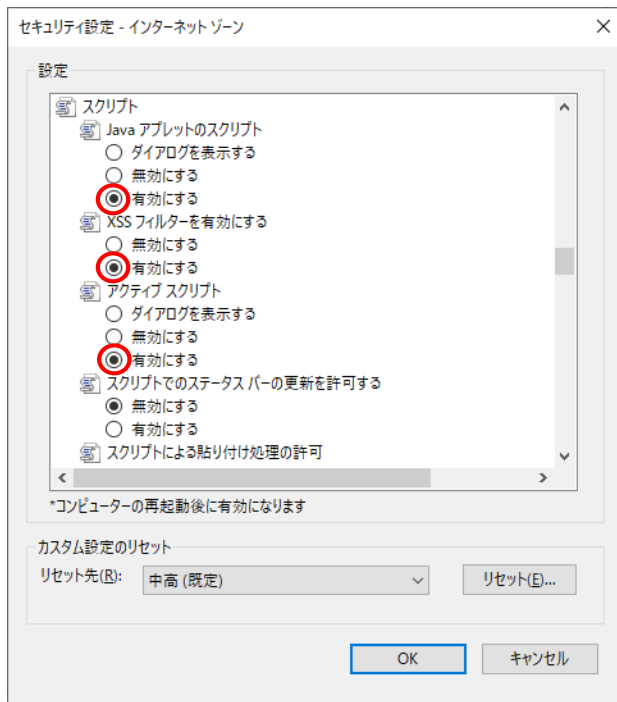 セキュリティ設定 - インターネット ゾーン
設定
スクリプト
Java アプレットのスクリプト
ダイアログを表示する
無効にする
有効にする
XSS フィルターを有効にする
無効にする
有効にする
アクティブ スクリプト
ダイアログを表示する
無効にする
有効にする
スクリプトでのステータス バーの更新を許可する
無効にする
有効にする
スクリプトによる貼り付け処理の許可
*コンピューターの再起動後に有効になります
カスタム設定のリセット
リセット先(R): 中高 (既定) リセット(E)...
OK キャンセル